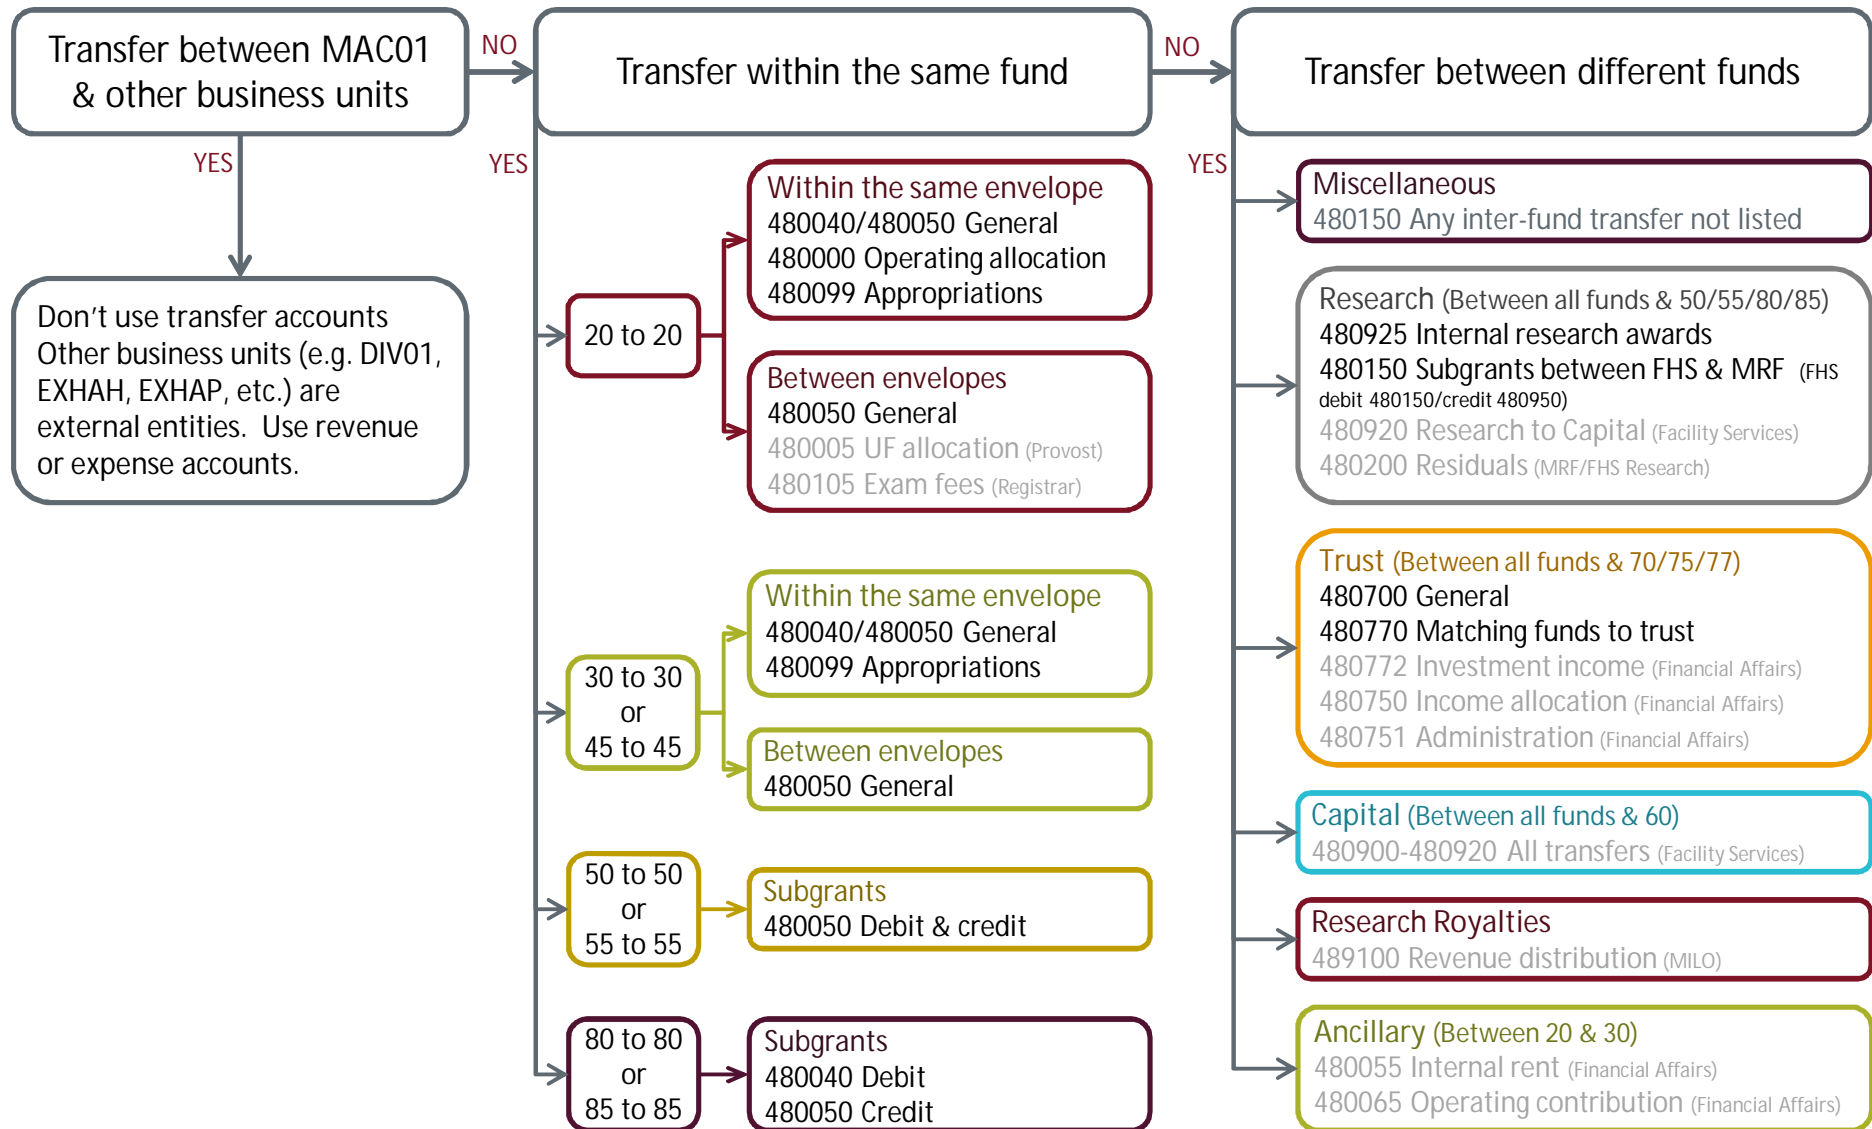 Transfer between MAC01
& other business units
NO
Transfer within the same fund
NO
Transfer between different funds
YES
Don't use transfer accounts
Other business units (e.g. DIV01,
EXHAH, EXHAP, etc.) are
external entities.  Use revenue
or expense accounts.
YES
20 to 20
Within the same envelope
480040/480050 General
480000 Operating allocation
480099 Appropriations
Between envelopes
480050 General
480005 UF allocation (Provost)
480105 Exam fees (Registrar)
30 to 30
or
45 to 45
Within the same envelope
480040/480050 General
480099 Appropriations
Between envelopes
480050 General
50 to 50
or
55 to 55
Subgrants
480050 Debit & credit
80 to 80
or
85 to 85
Subgrants
480040 Debit
480050 Credit
YES
Miscellaneous
480150 Any inter-fund transfer not listed
Research (Between all funds & 50/55/80/85)
480925 Internal research awards
480150 Subgrants between FHS & MRF (FHS
debit 480150/credit 480950)
480920 Research to Capital (Facility Services)
480200 Residuals (MRF/FHS Research)
Trust (Between all funds & 70/75/77)
480700 General
480770 Matching funds to trust
480772 Investment income (Financial Affairs)
480750 Income allocation (Financial Affairs)
480751 Administration (Financial Affairs)
Capital (Between all funds & 60)
480900-480920 All transfers (Facility Services)
Research Royalties
489100 Revenue distribution (MILO)
Ancillary (Between 20 & 30)
480055 Internal rent (Financial Affairs)
480065 Operating contribution (Financial Affairs)